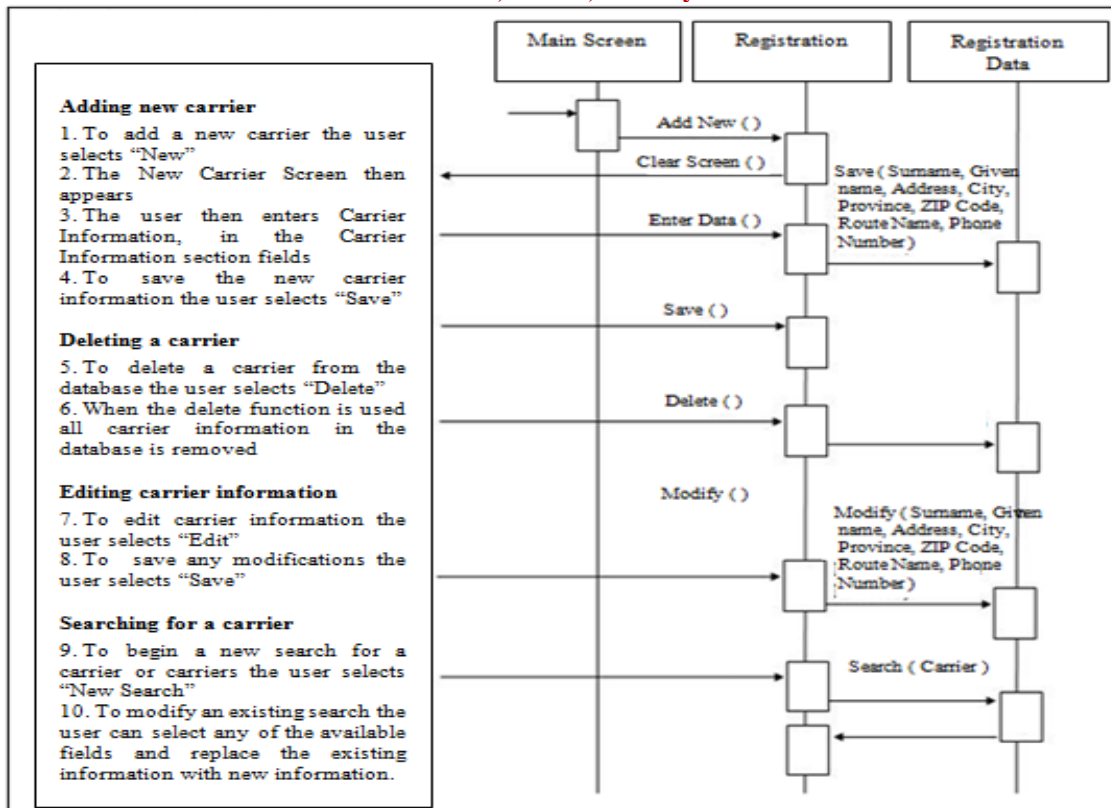 Main Screen
Registration
Registration
Data
Adding new carrier
1. To add a new carrier the user
selects “New”
2. The New Carrier Screen then
appears
3. The user then enters Carrier
Information, in the Carrier
Information section fields
4. To save the new carrier
information the user selects “Save”
Deleting a carrier
5. To delete a carrier from the
database the user selects “Delete”
6. When the delete function is used
all carrier information in the
database is removed
Editing carrier information
7. To edit carrier information the
user selects “Edit”
8. To save any modifications the
user selects “Save”
Searching for a carrier
9. To begin a new search for a
carrier or carriers the user selects
“New Search”
10. To modify an existing search the
user can select any of the available
fields and replace the existing
information with new information.
Add New ( )
Clear Screen ( )
Save ( Surname, Given
name, Address, City,
Province, ZIP Code,
Route Name, Phone
Number )
Enter Data ( )
Save ( )
Delete ( )
Modify ( )
Modify ( Surname, Given
name, Address, City,
Province, ZIP Code,
Route Name, Phone
Number )
Search ( Carrier )